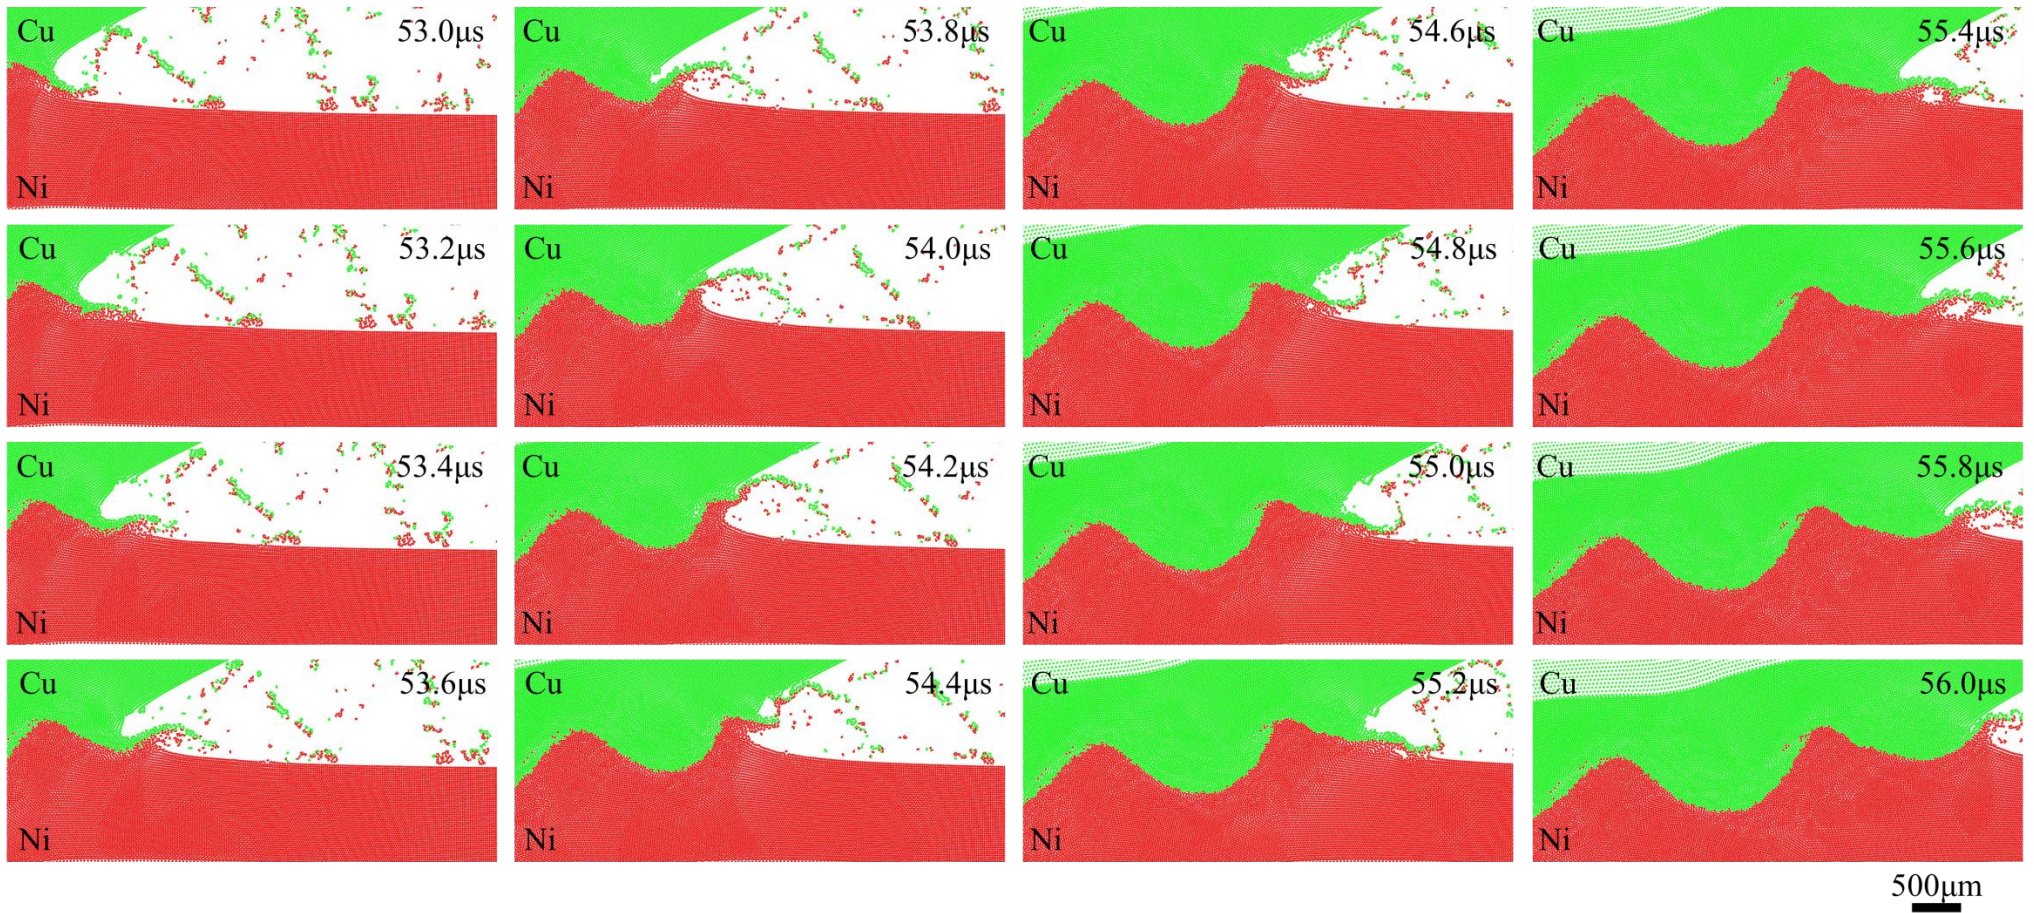 Cu 53.0μs Cu 53.8μs Cu 54.6μs Cu 55.4μs
Ni Ni Ni Ni
Cu 53.2μs Cu 54.0μs Cu 54.8μs Cu 55.6μs
Ni Ni Ni Ni
Cu 53.4μs Cu 54.2μs Cu 55.0μs Cu 55.8μs
Ni Ni Ni Ni
Cu 53.6μs Cu 54.4μs Cu 55.2μs Cu 56.0μs
Ni Ni Ni Ni
500μm